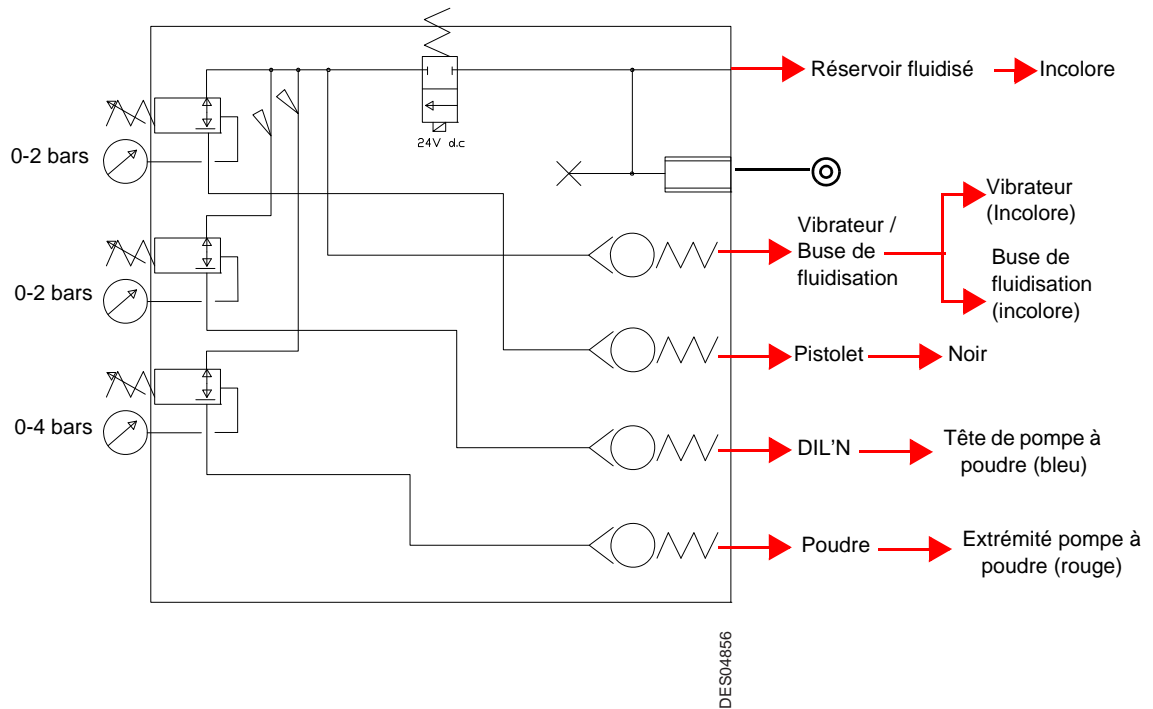 Réservoir fluidisé
Incolore
24V d.c
0-2 bars
Vibrateur /
Buse de
fluidisation
Vibrateur
(Incolore)
Buse de
fluidisation
(incolore)
0-2 bars
Pistolet
Noir
0-4 bars
DIL'N
Tête de pompe à
poudre (bleu)
Poudre
Extrémité pompe à
poudre (rouge)
DES04856